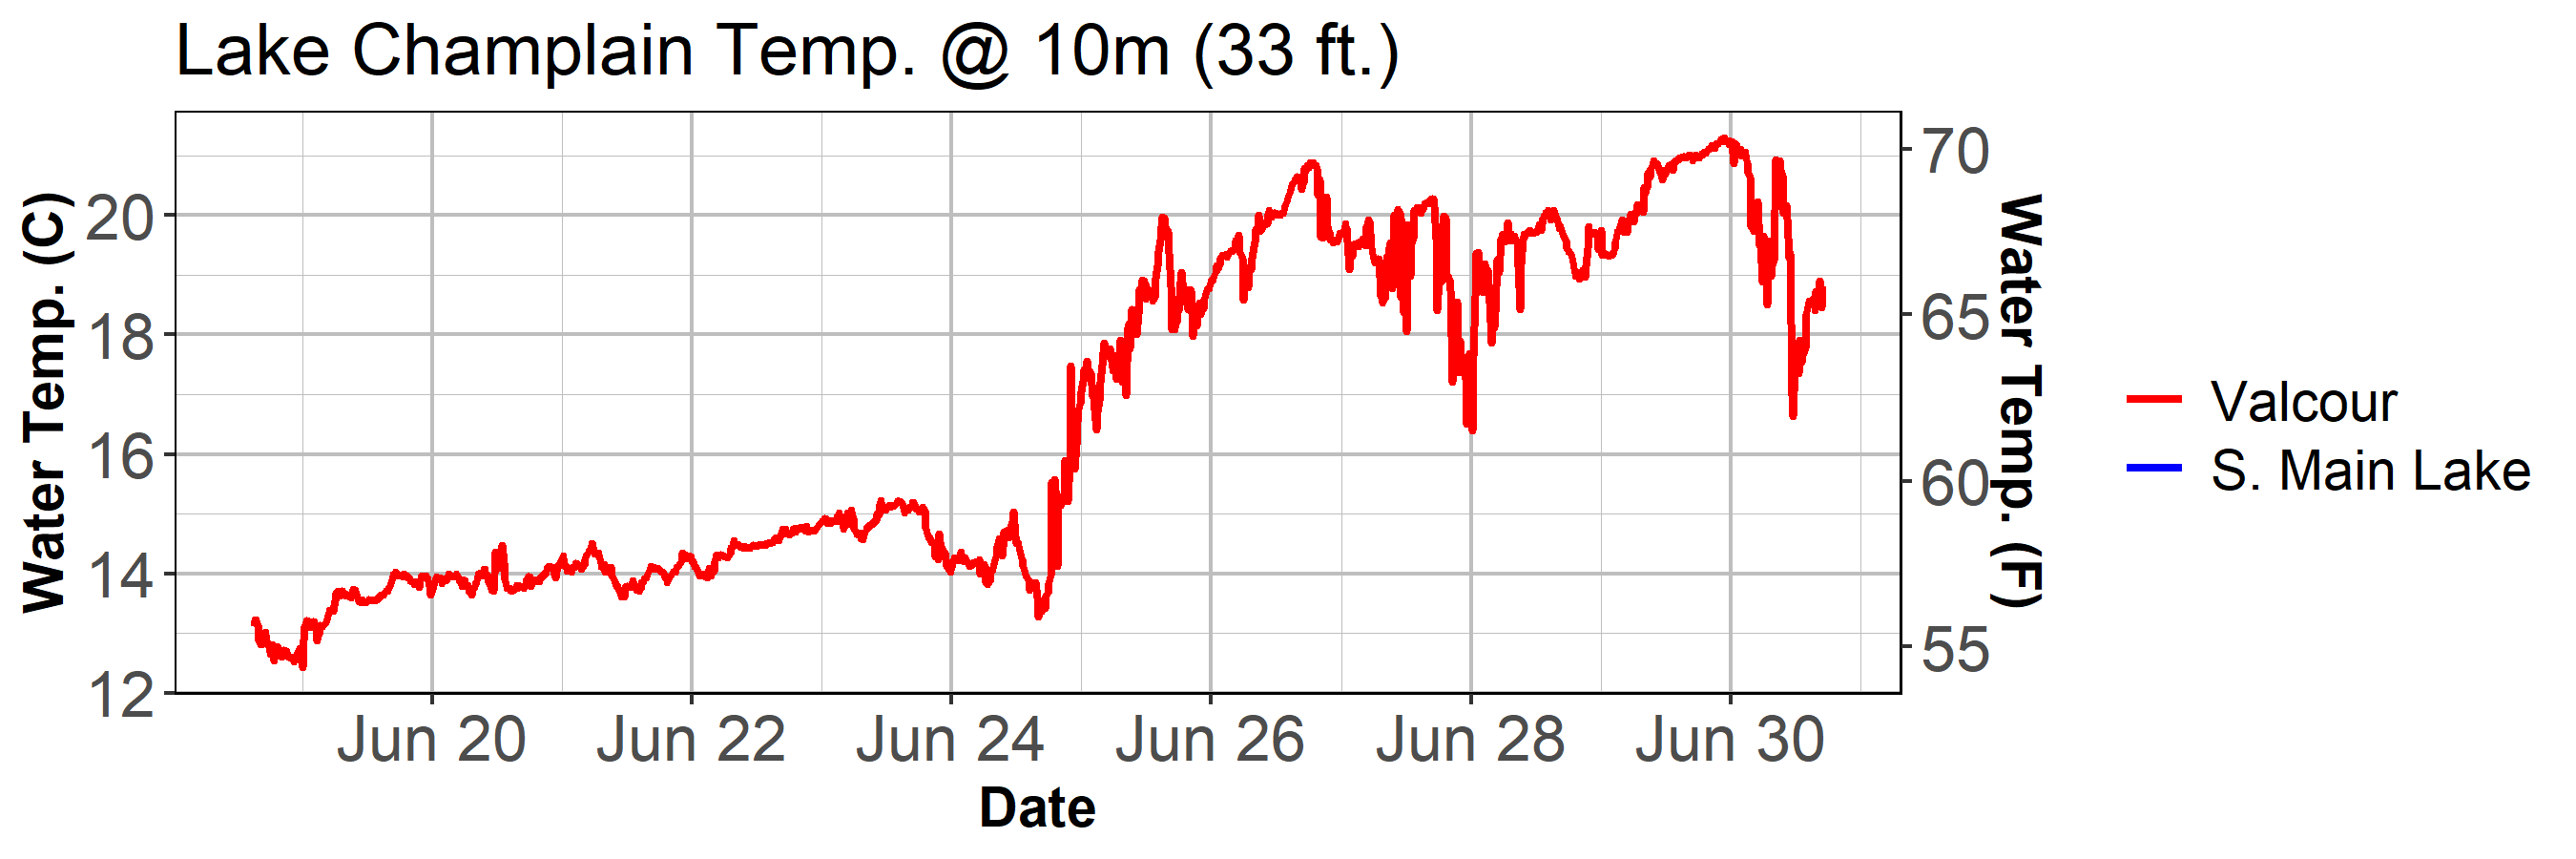 Lake Champlain Temp. @ 10m (33 ft.)
Water Temp. (C)
20
18
16
14
12
70
65
60
55
Water Temp. (F)
Jun 20 Jun 22 Jun 24 Jun 26 Jun 28 Jun 30
Date
Valcour
S. Main Lake